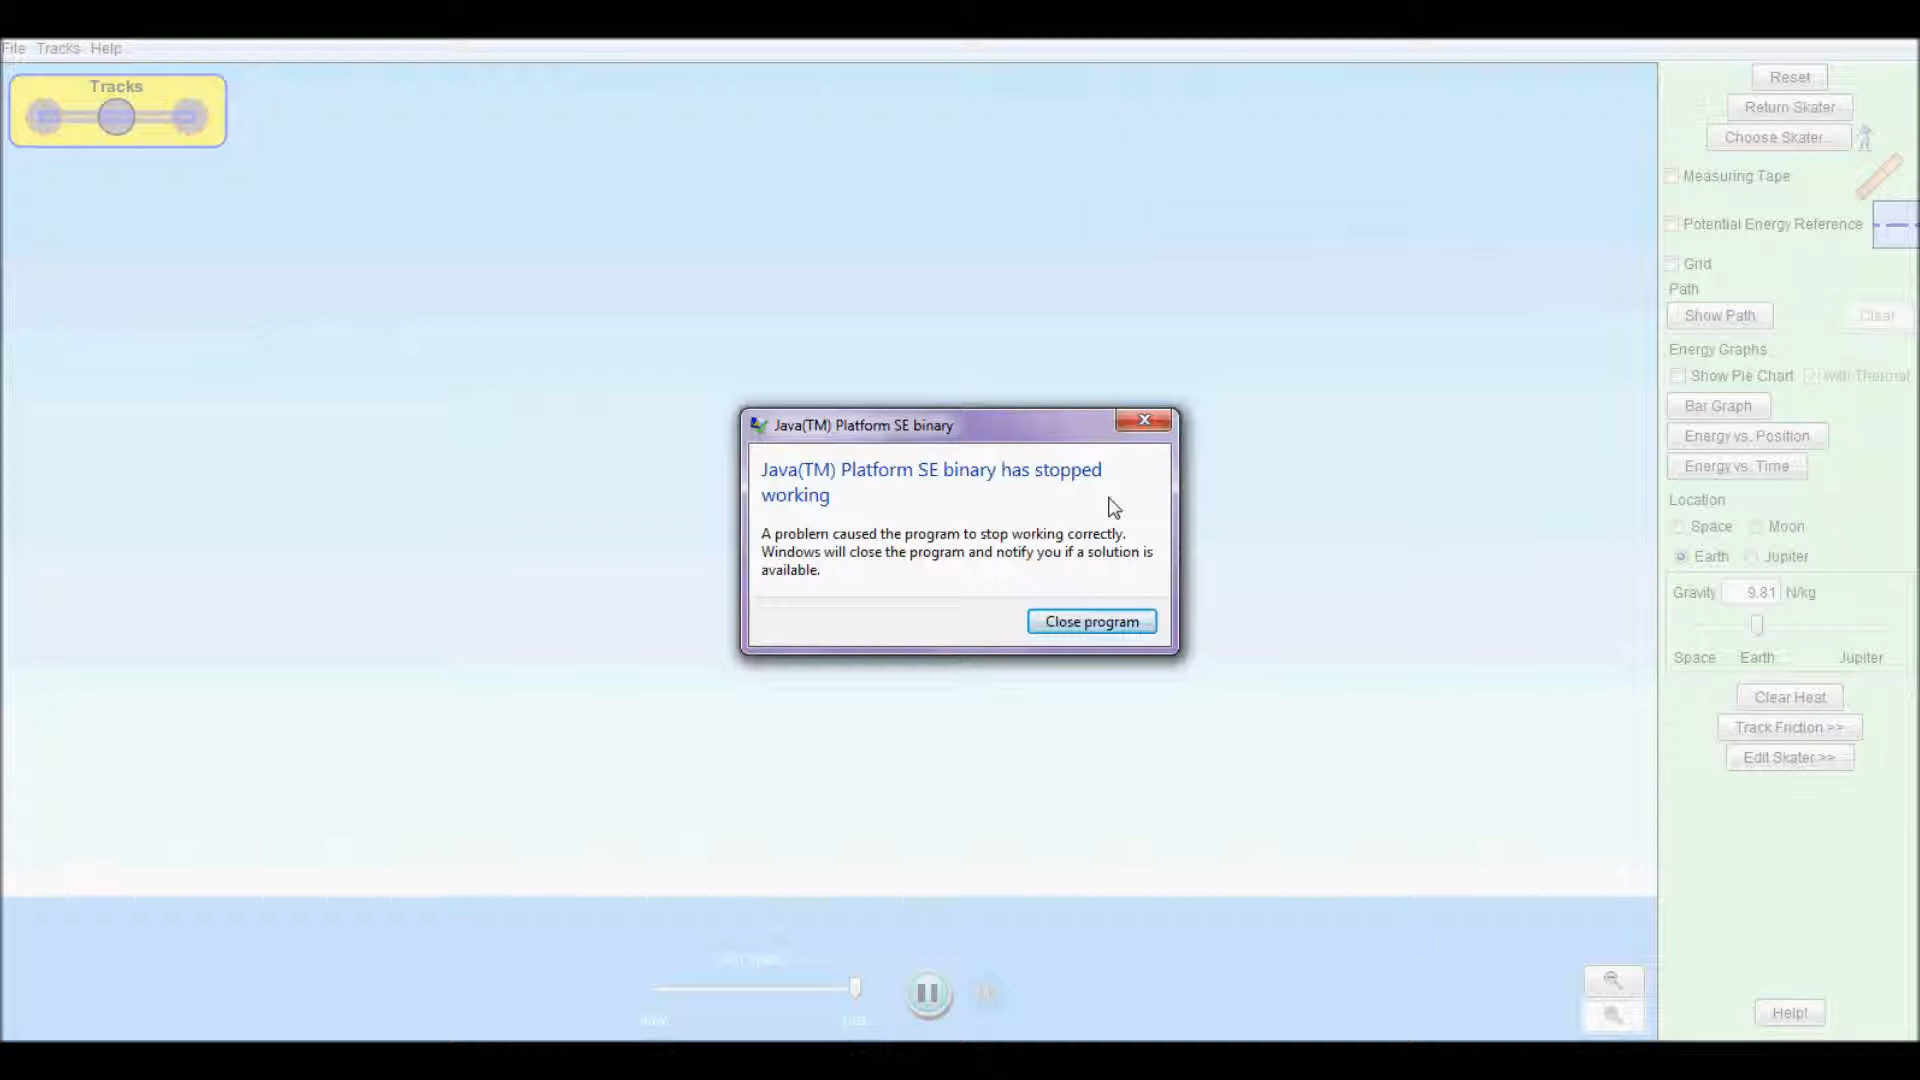 File Tracks Help
Tracks
Reset
Return Skater
Choose Skater...
Measuring Tape
Potential Energy Reference
Grid
Path
Show Path Clear
Energy Graphs
Show Pie Chart with Thermal
Bar Graph
Energy vs. Position
Energy vs. Time
Location
Space Moon
Earth Jupiter
Gravity 9.81 N/kg
Space Earth Jupiter
Clear Heat
Track Friction >>
Edit Skater >>
Help!
Java(TM) Platform SE binary
Java(TM) Platform SE binary has stopped
working
A problem caused the program to stop working correctly.
Windows will close the program and notify you if a solution is
available.
Close program